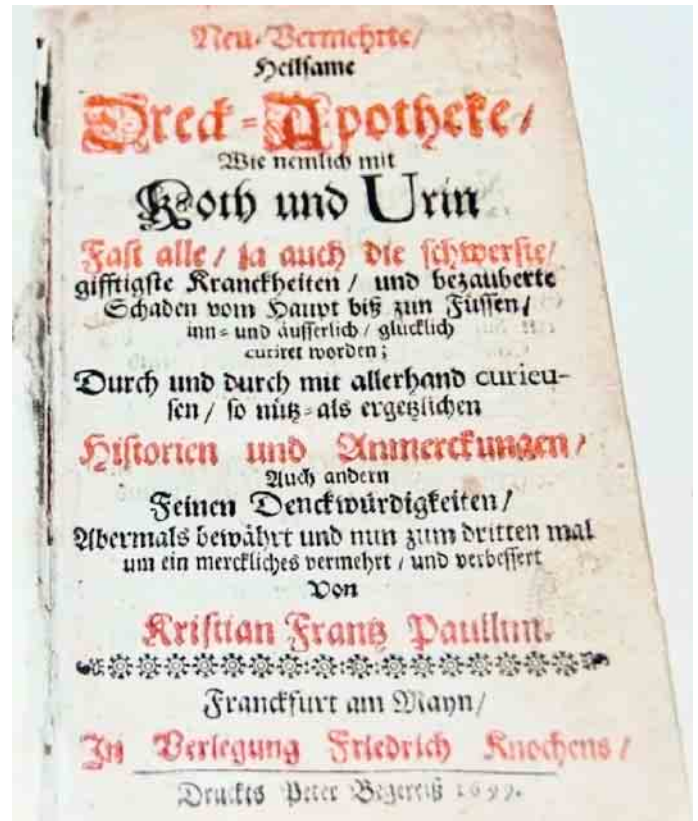 Neu-Vermehrte/
Heilsame
Dreck-Apotheke/
Wie nemlich mit
Koth und Urin
Fast alle / ja auch die schwerste/
gifftigste Kranckheiten / und bezauberte
Schaden vom Haupt biß zun Füssen/
inn- und äusserlich / glücklich
curiret worden;
Durch und durch mit allerhand curieu-
sen / so nütz- als ergetzlichen
Historien und Anmerckungen/
Auch andern
Feinen Denckwürdigkeiten/
Abermals bewährt und nun zum dritten mal
um ein merckliches vermehrt / und verbessert
Von
Kristian Frantz Paullini.
Franckfurt am Mayn/
In Verlegung Friedrich Knochens/
Druckts Peter Begereiß 1699.